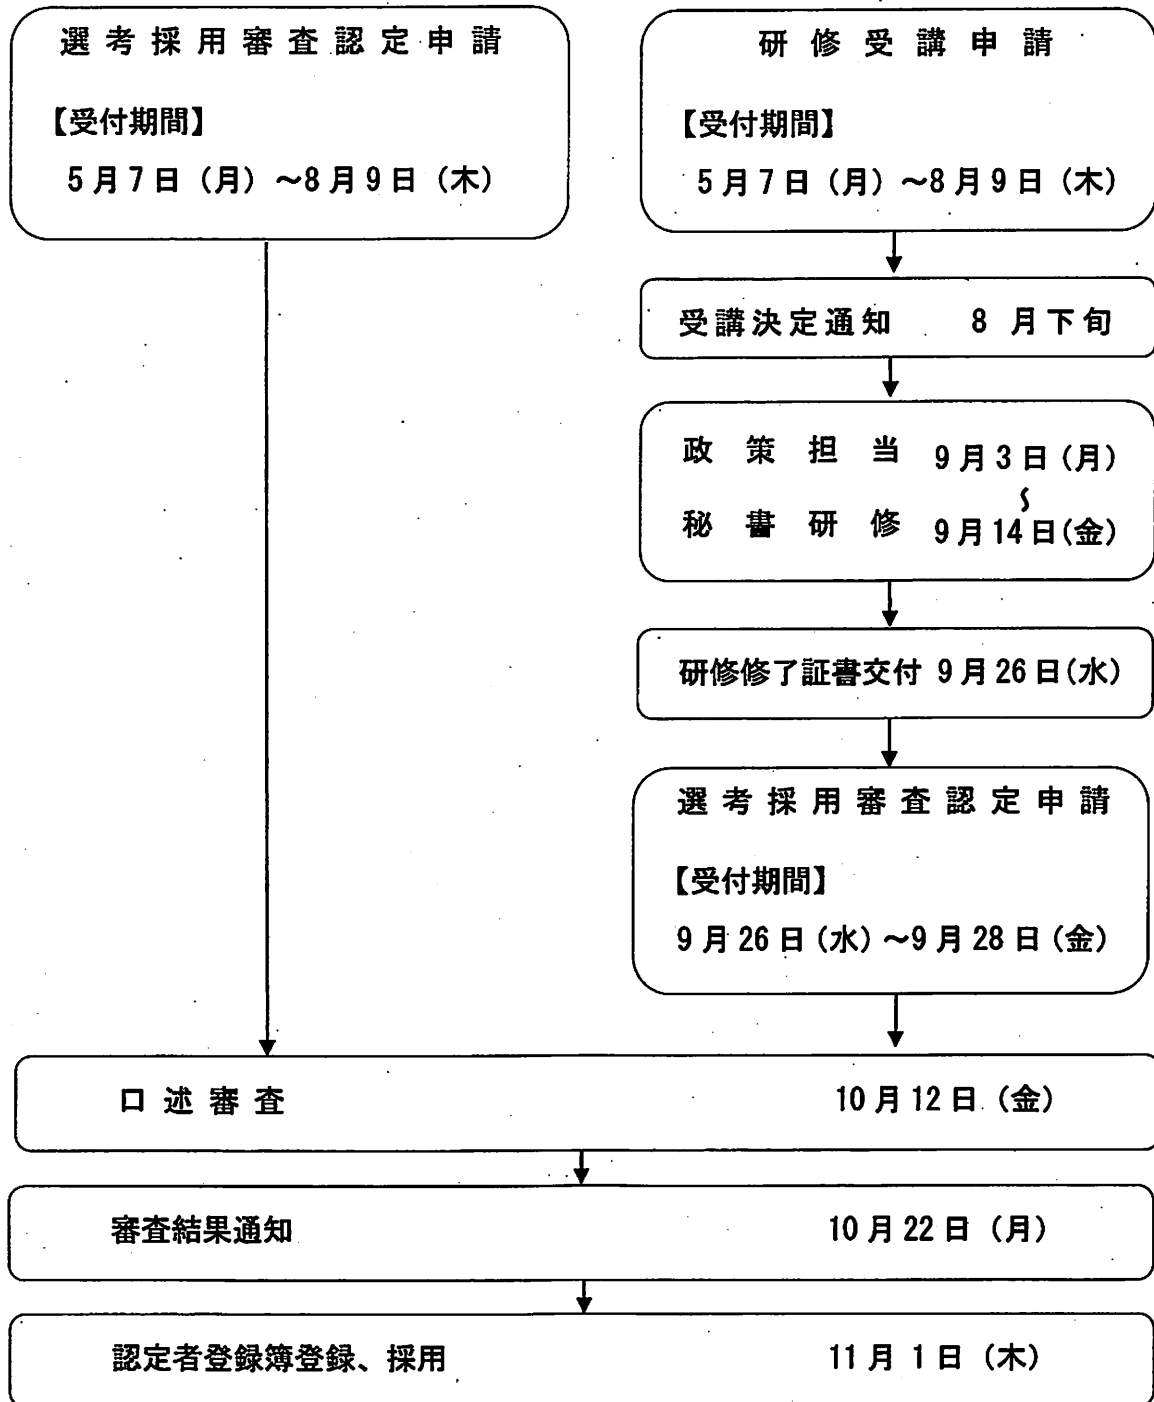 選考採用審査認定申請
【受付期間】
5月7日（月）～8月9日（木）
研修受講申請
【受付期間】
5月7日（月）～8月9日（木）
受講決定通知 8月下旬
政策担当 9月3日（月）
～
秘書研修 9月14日（金）
研修修了証書交付 9月26日（水）
選考採用審査認定申請
【受付期間】
9月26日（水）～9月28日（金）
口述審査 10月12日（金）
審査結果通知 10月22日（月）
認定者登録簿登録、採用 11月1日（木）